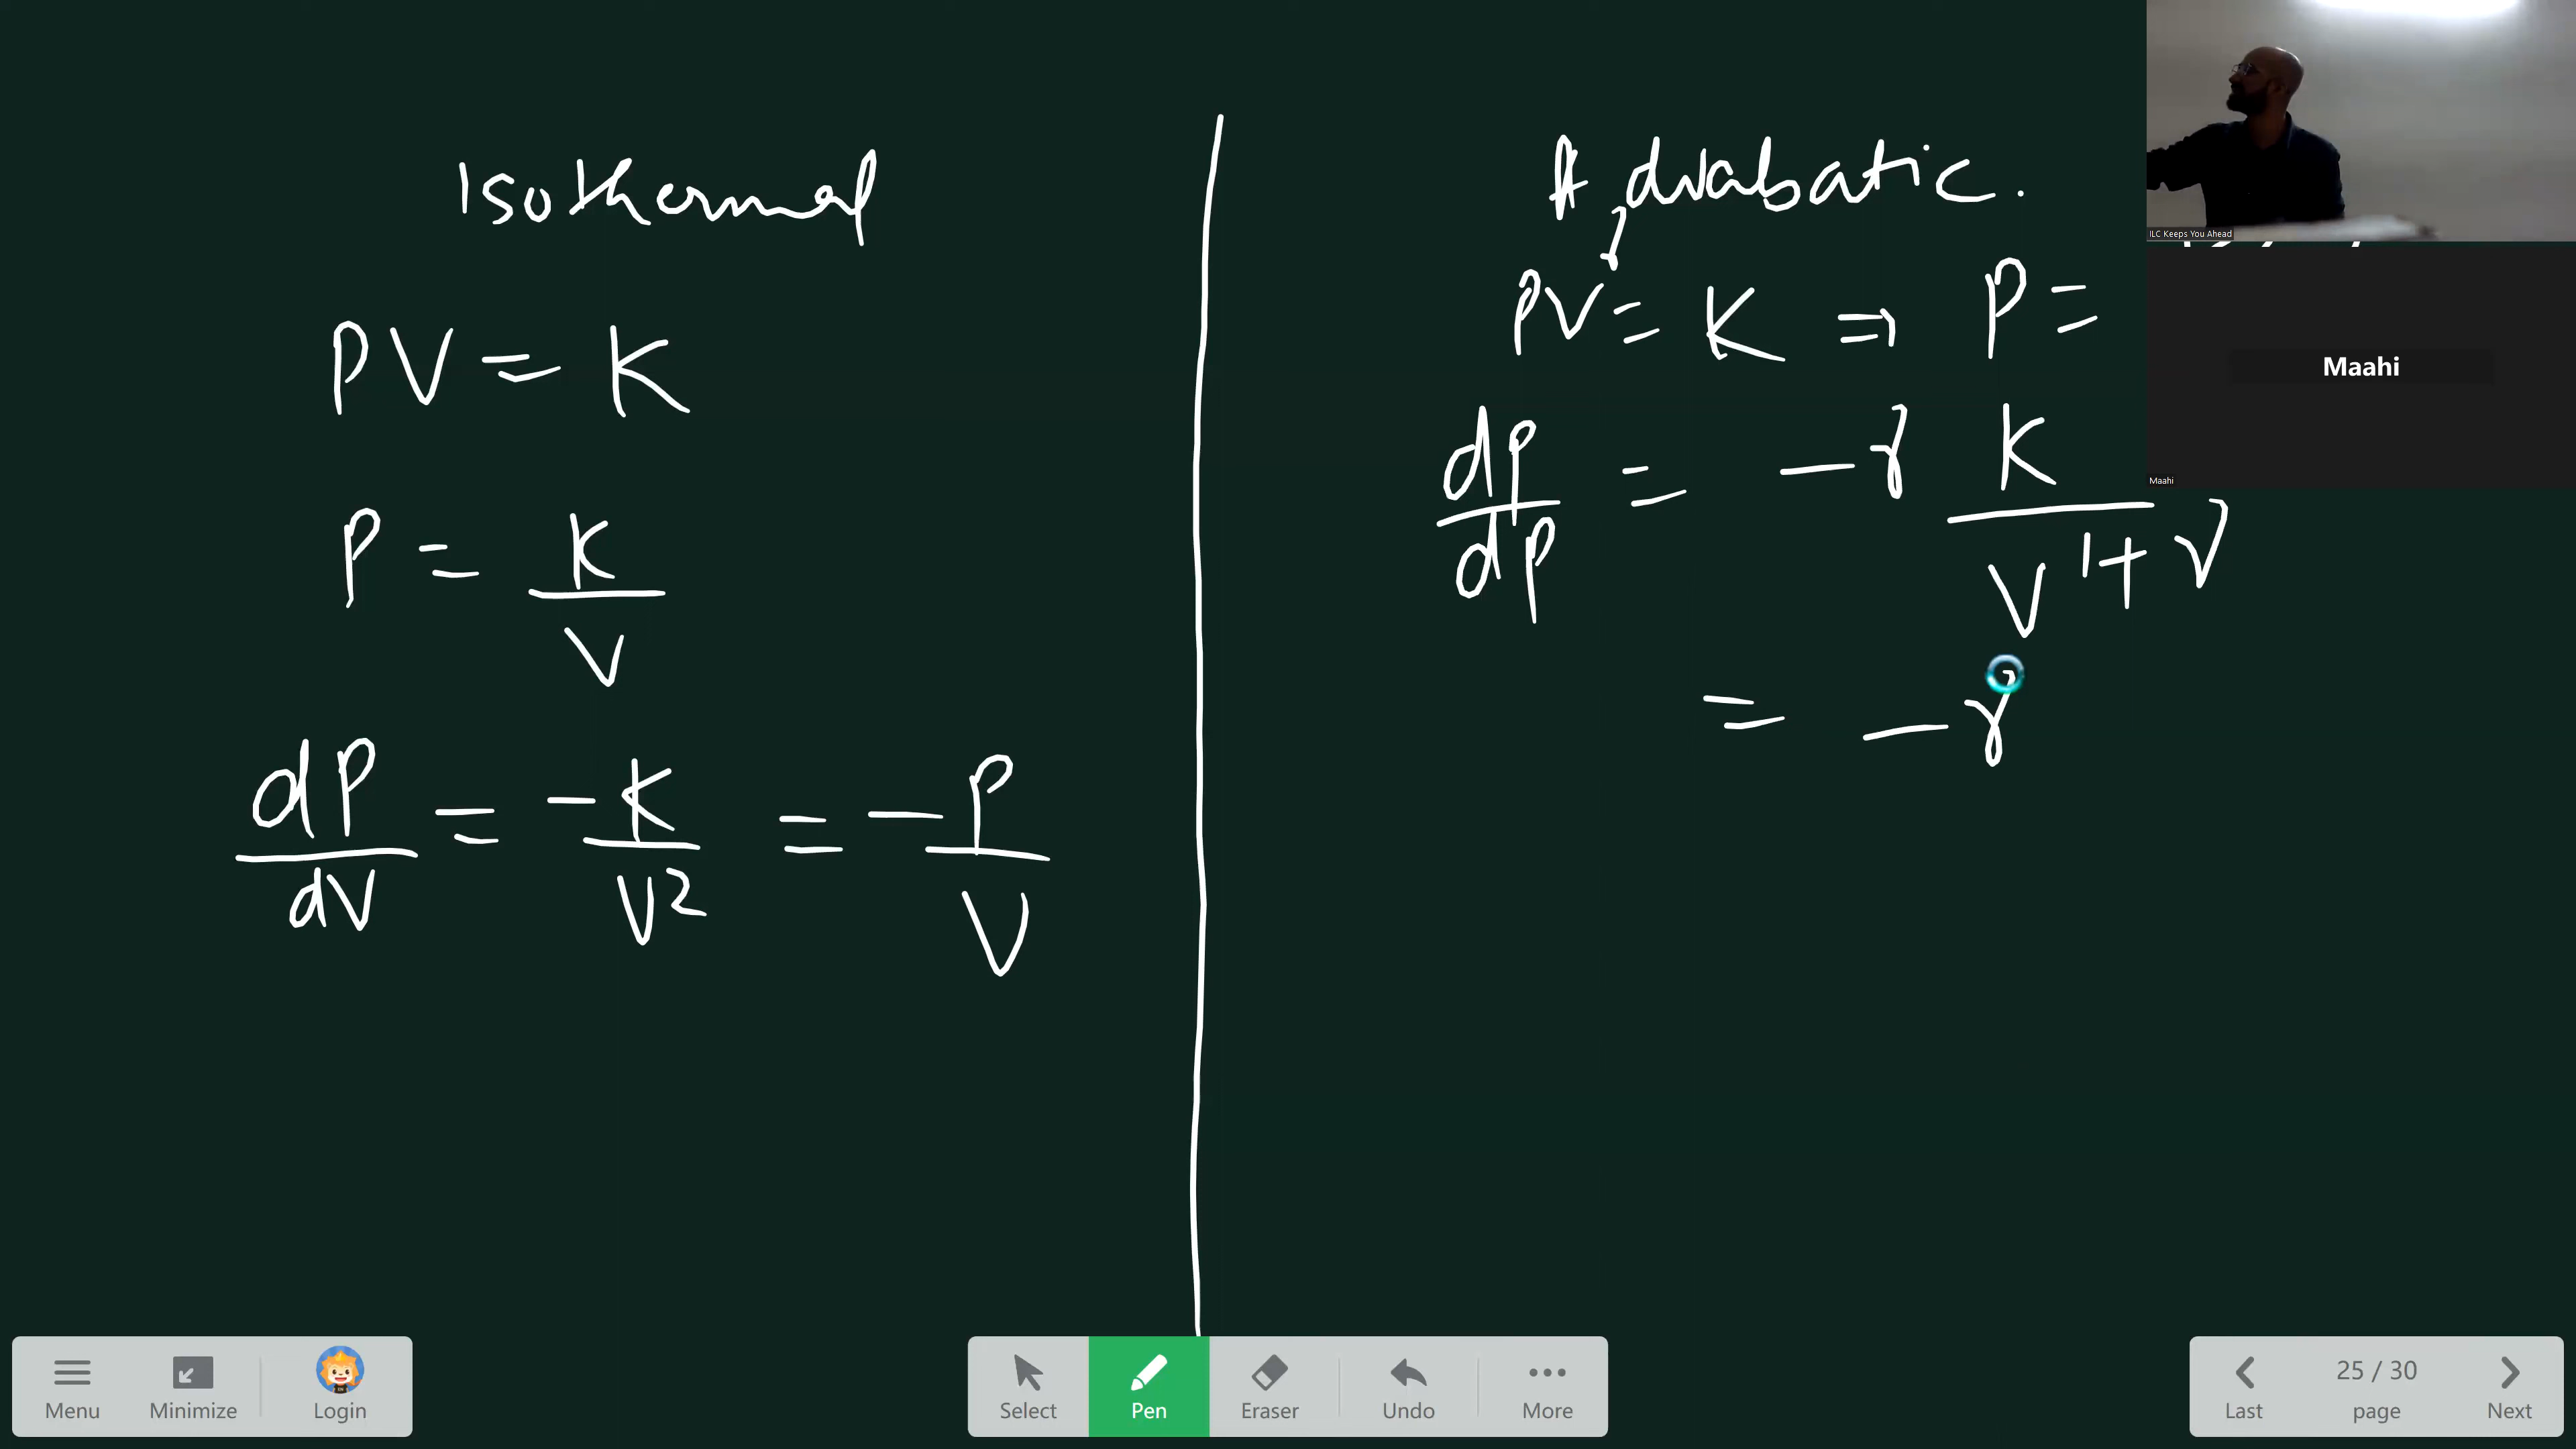 Isothermal
PV = K
P = K/V
dP/dV = -K/V² = -P/V
Adiabatic.
PV^γ = K ⇒ P =
dP/dP = -γ K/V^(1+γ)
= -γ
ILC Keeps You Ahead
Maahi
Maahi
Menu
Minimize
Login
Select
Pen
Eraser
Undo
More
Last
25 / 30
page
Next